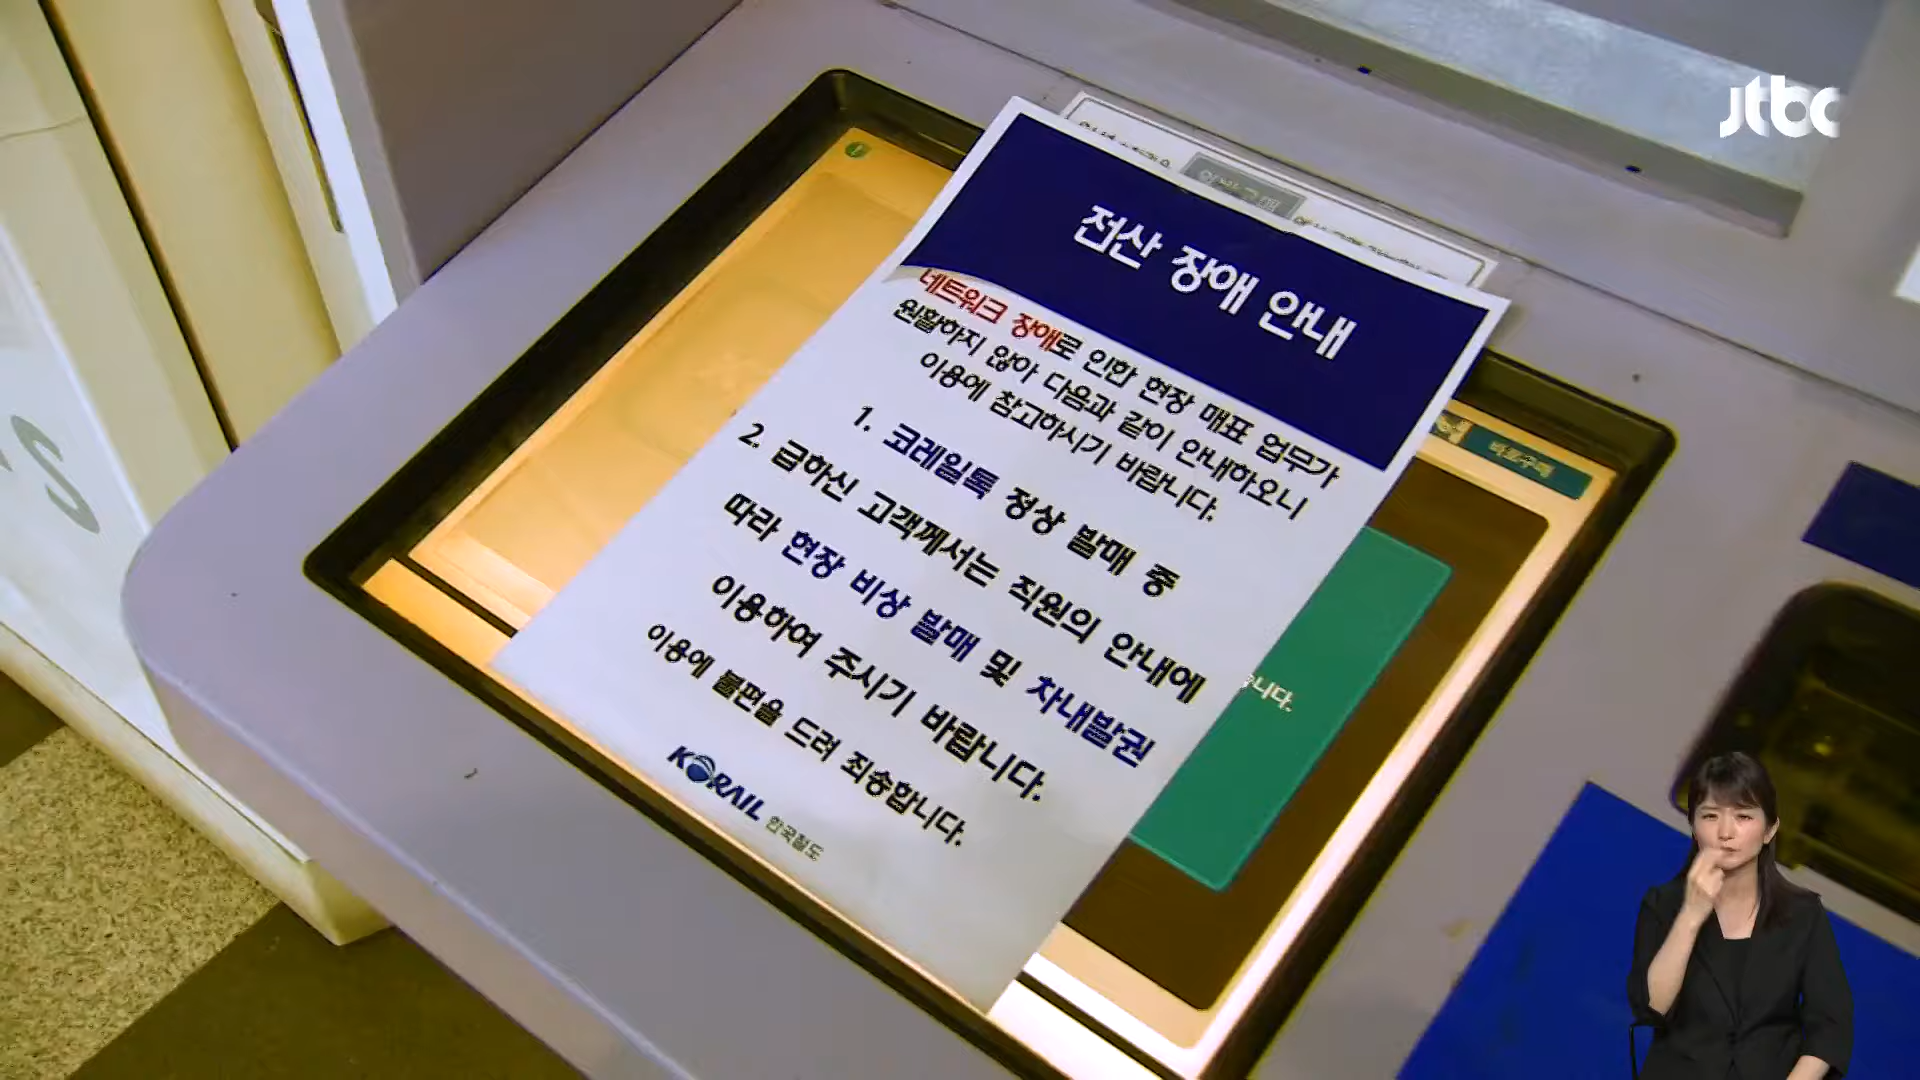 jtbc
전산 장애 안내
네트워크 장애로 인한 현장 매표 업무가
원활하지 않아 다음과 같이 안내하오니
이용에 참고하시기 바랍니다.
1. 코레일톡 정상 발매 중
2. 급하신 고객께서는 직원의 안내에
따라 현장 비상 발매 및 차내발권
이용하여 주시기 바랍니다.
이용에 불편을 드려 죄송합니다.
KORAIL 한국철도
습니다.
S